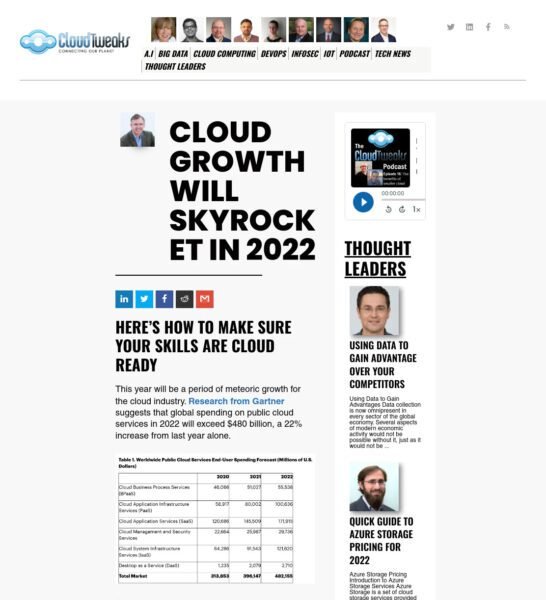 CloudTweaks
CONNECTING OUR PLANET
A.I BIG DATA CLOUD COMPUTING DEVOPS INFOSEC IOT PODCAST TECH NEWS
THOUGHT LEADERS
CLOUD
GROWTH
WILL
SKYROCK
ET IN 2022
HERE'S HOW TO MAKE SURE
YOUR SKILLS ARE CLOUD
READY
This year will be a period of meteoric growth for
the cloud industry. Research from Gartner
suggests that global spending on public cloud
services in 2022 will exceed $480 billion, a 22%
increase from last year alone.
Table 1. Worldwide Public Cloud Services End-User Spending Forecast (Millions of U.S.
Dollars)
2020 2021 2022
Cloud Business Process Services
(BPaaS) 46,066 51,027 55,538
Cloud Application Infrastructure
Services (PaaS) 58,917 80,002 100,636
Cloud Application Services (SaaS) 120,686 145,509 171,915
Cloud Management and Security
Services 22,664 25,987 29,736
Cloud System Infrastructure
Services (IaaS) 64,286 91,543 121,620
Desktop as a Service (DaaS) 1,235 2,079 2,710
Total Market 313,853 396,147 482,155
The
CloudTweaks
Podcast
Episode 16: The
benefits of
00:00:00
1x
THOUGHT
LEADERS
USING DATA TO
GAIN ADVANTAGE
OVER YOUR
COMPETITORS
Using Data to Gain
Advantages Data collection
is now omnipresent in
every sector of the global
economy. Several aspects
of modern economic
activity would not be
possible without it, just as it
would not be ...
QUICK GUIDE TO
AZURE STORAGE
PRICING FOR
2022
Azure Storage Pricing
Introduction To Azure
Storage Services Azure
Storage is a set of cloud
storage services provided